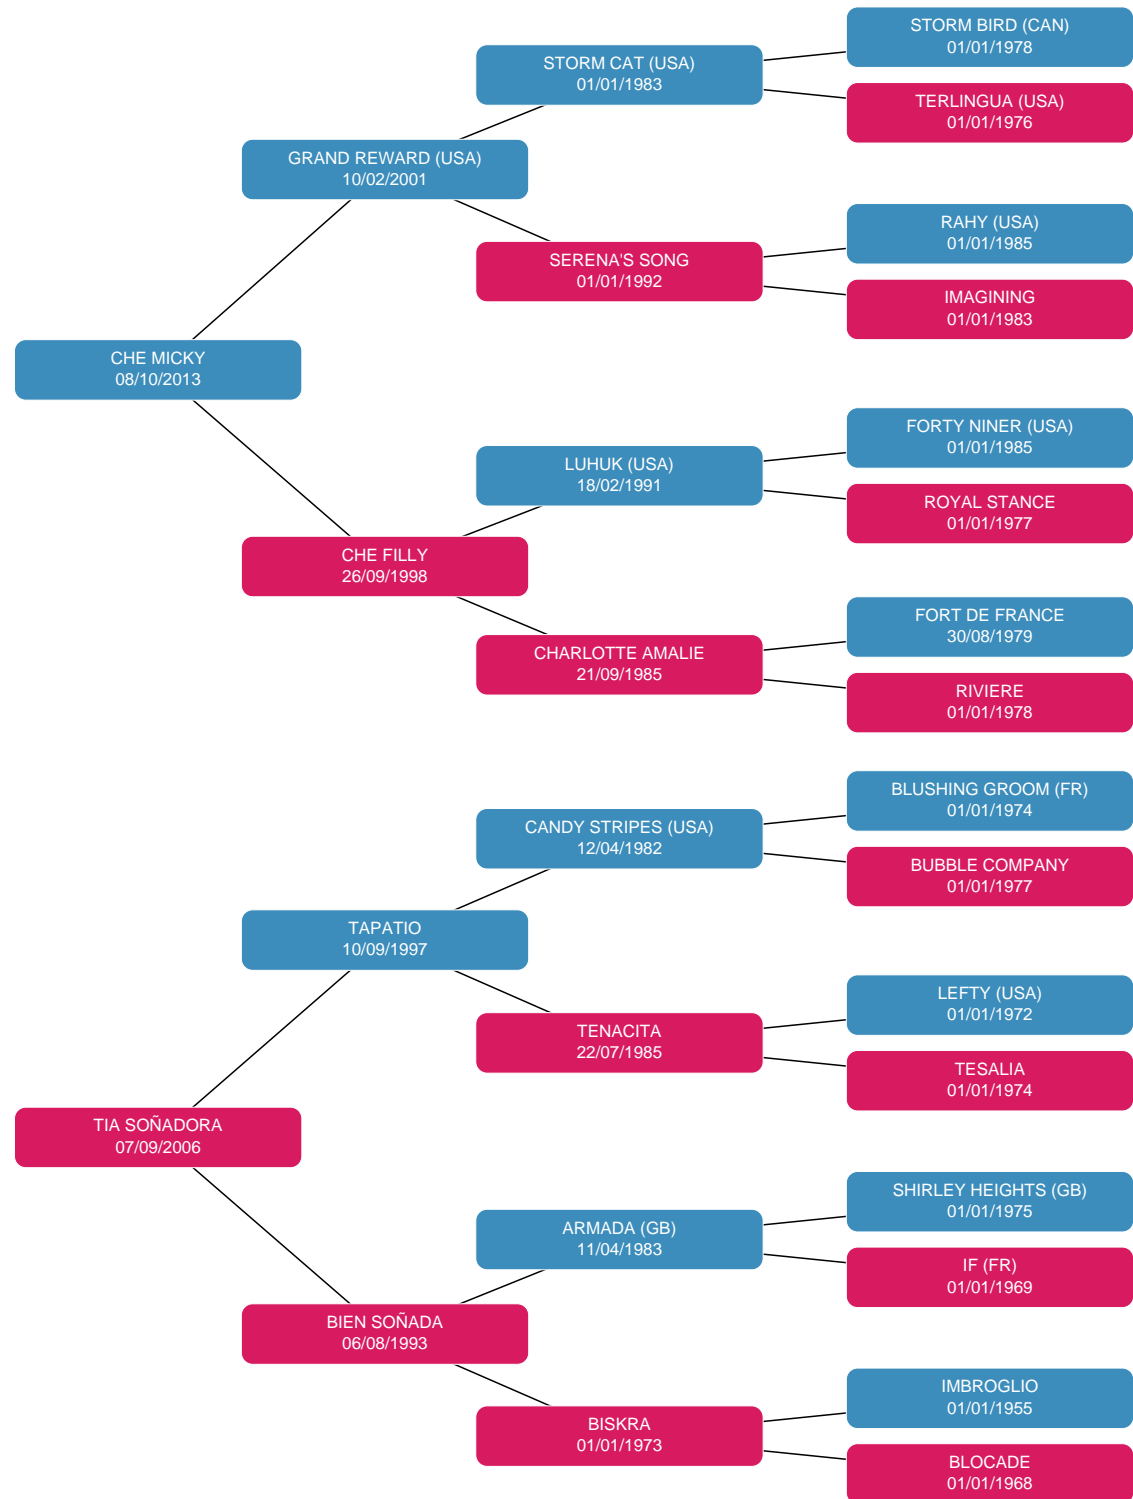 STORM BIRD (CAN)
01/01/1978
STORM CAT (USA)
01/01/1983
TERLINGUA (USA)
01/01/1976
GRAND REWARD (USA)
10/02/2001
RAHY (USA)
01/01/1985
SERENA'S SONG
01/01/1992
IMAGINING
01/01/1983
CHE MICKY
08/10/2013
FORTY NINER (USA)
01/01/1985
LUHUK (USA)
18/02/1991
ROYAL STANCE
01/01/1977
CHE FILLY
26/09/1998
FORT DE FRANCE
30/08/1979
CHARLOTTE AMALIE
21/09/1985
RIVIERE
01/01/1978
BLUSHING GROOM (FR)
01/01/1974
CANDY STRIPES (USA)
12/04/1982
BUBBLE COMPANY
01/01/1977
TAPATIO
10/09/1997
LEFTY (USA)
01/01/1972
TENACITA
22/07/1985
TESALIA
01/01/1974
TIA SOÑADORA
07/09/2006
SHIRLEY HEIGHTS (GB)
01/01/1975
ARMADA (GB)
11/04/1983
IF (FR)
01/01/1969
BIEN SOÑADA
06/08/1993
IMBROGLIO
01/01/1955
BISKRA
01/01/1973
BLOCADE
01/01/1968